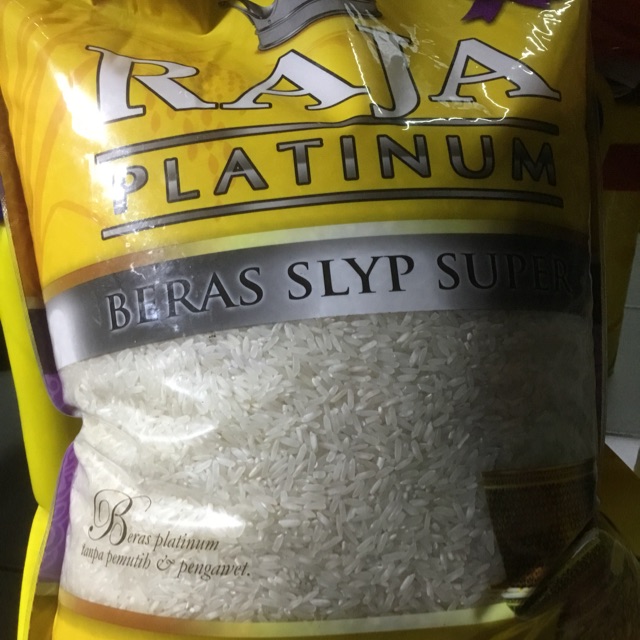 RAJA
PLATINUM
BERAS SLYP SUPER
Beras platinum
tanpa pemutih & pengawet.